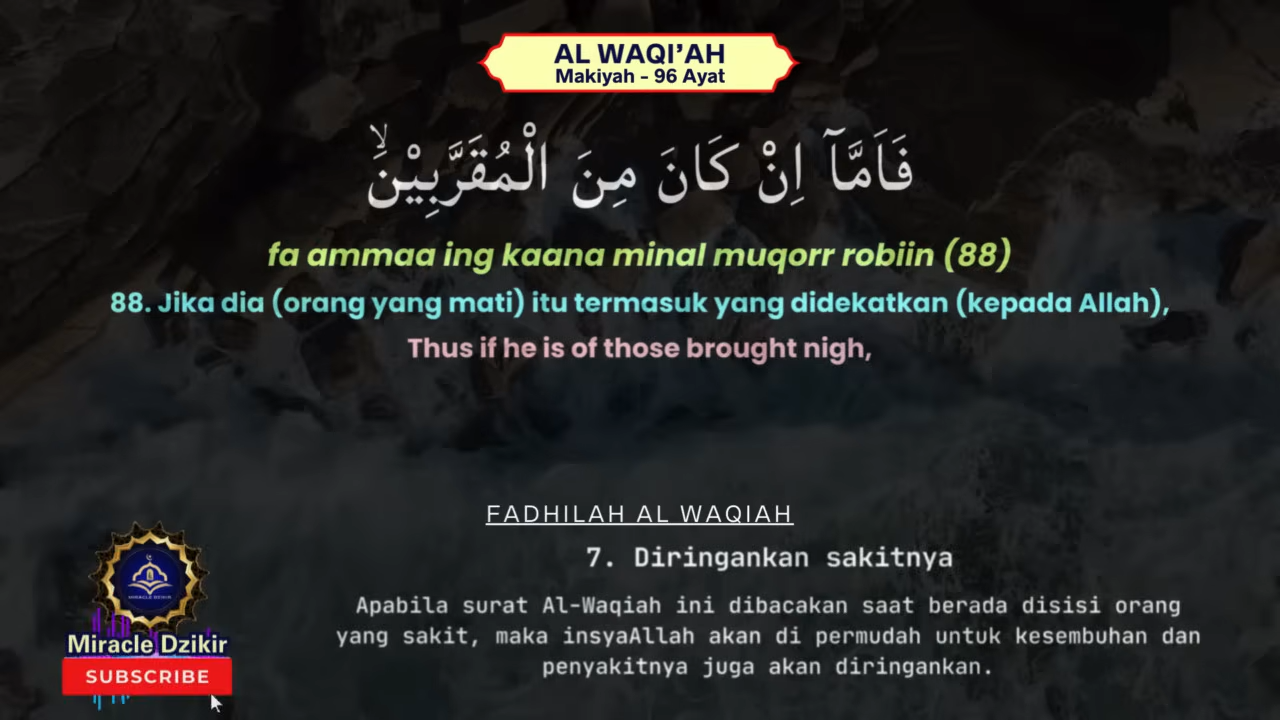 AL WAQI’AH
Makiyah - 96 Ayat
فَاَمَّآ اِنْ كَانَ مِنَ الْمُقَرَّبِيْنَۙ
fa ammaa ing kaana minal muqorr robiin (88)
88. Jika dia (orang yang mati) itu termasuk yang didekatkan (kepada Allah),
Thus if he is of those brought nigh,
FADHILAH AL WAQIAH
7. Diringankan sakitnya
Apabila surat Al-Waqiah ini dibacakan saat berada disisi orang
yang sakit, maka insyaAllah akan di permudah untuk kesembuhan dan
penyakitnya juga akan diringankan.
MIRACLE DZIKIR
Miracle Dzikir
SUBSCRIBE